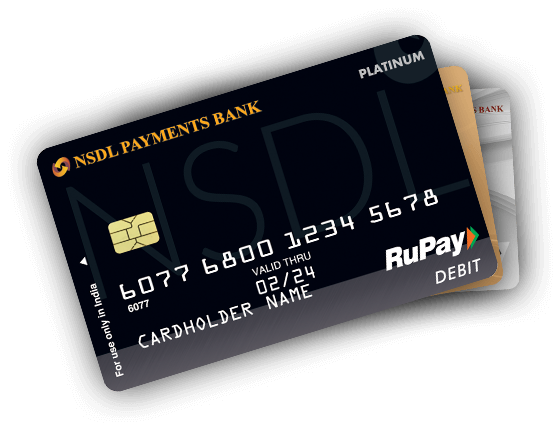 PLATINUM
NSDL PAYMENTS BANK
BANK
NSDL
6077 6800 1234 5678
6077
VALID THRU
02/24
CARDHOLDER NAME
RuPay
DEBIT
For use only in India